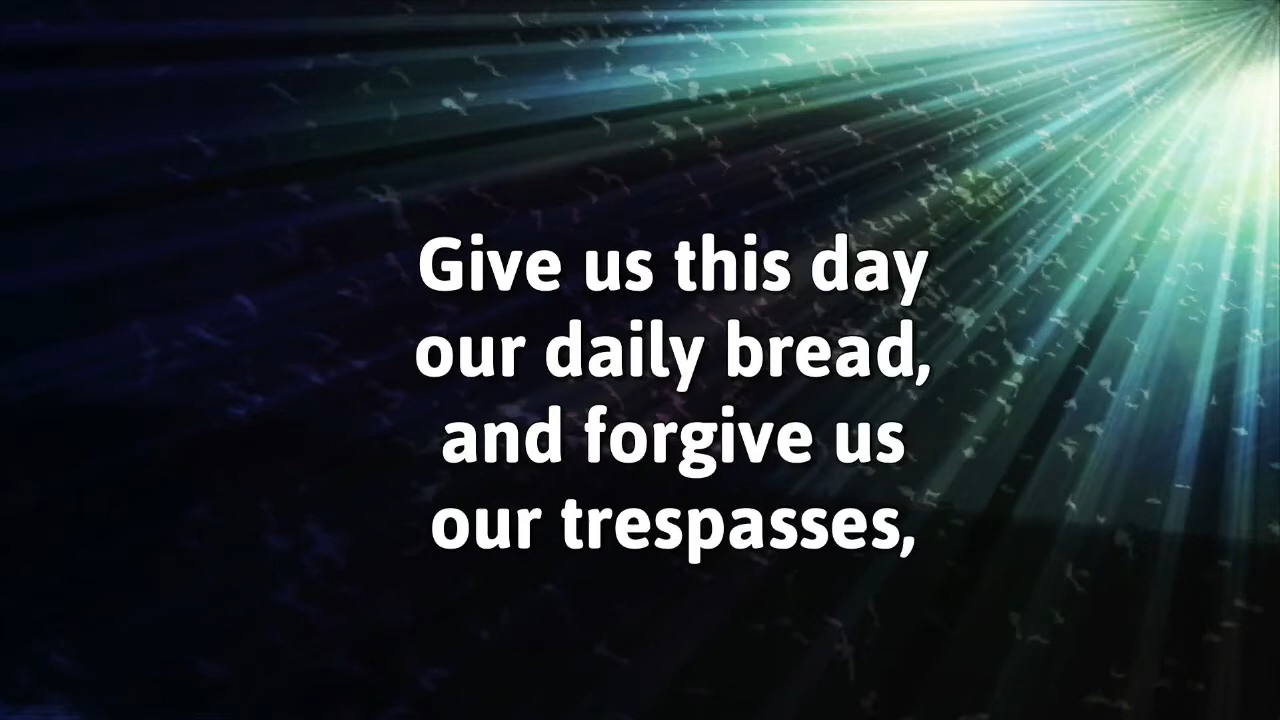 Give us this day
our daily bread,
and forgive us
our trespasses,